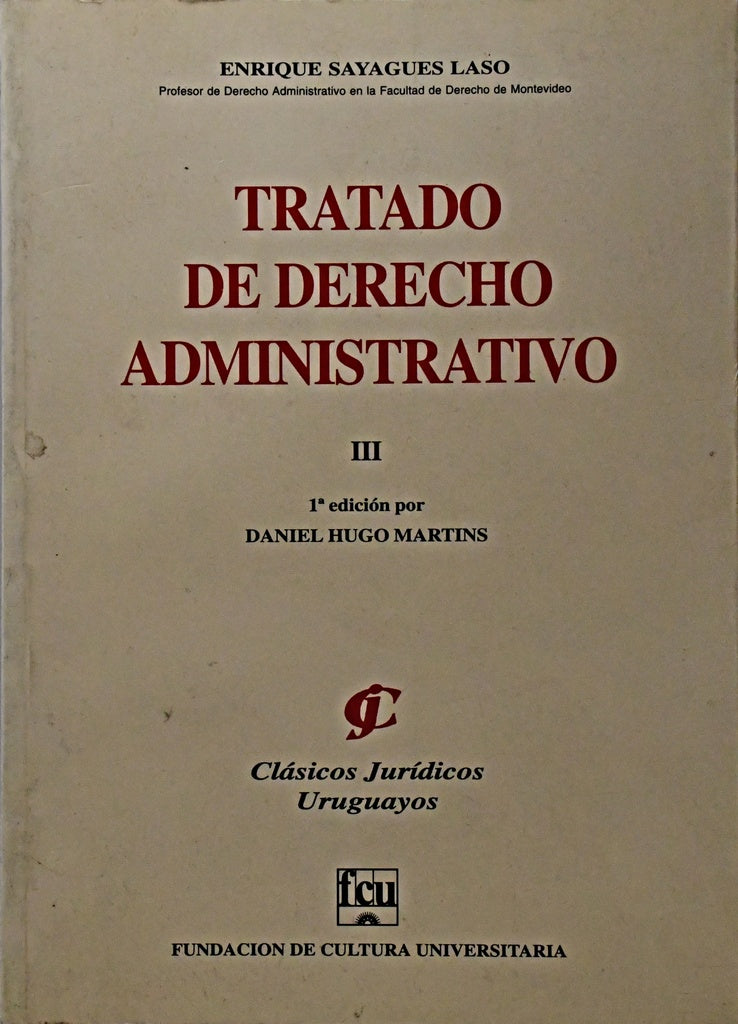 ENRIQUE SAYAGUES LASO
Profesor de Derecho Administrativo en la Facultad de Derecho de Montevideo
TRATADO
DE DERECHO
ADMINISTRATIVO
III
1ª edición por
DANIEL HUGO MARTINS
cj
Clásicos Jurídicos
Uruguayos
fcu
FUNDACION DE CULTURA UNIVERSITARIA